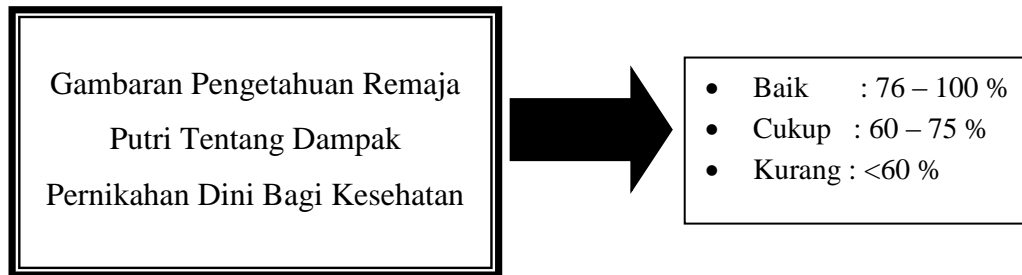 Gambaran Pengetahuan Remaja
Putri Tentang Dampak
Pernikahan Dini Bagi Kesehatan
• Baik : 76 – 100 %
• Cukup : 60 – 75 %
• Kurang : <60 %